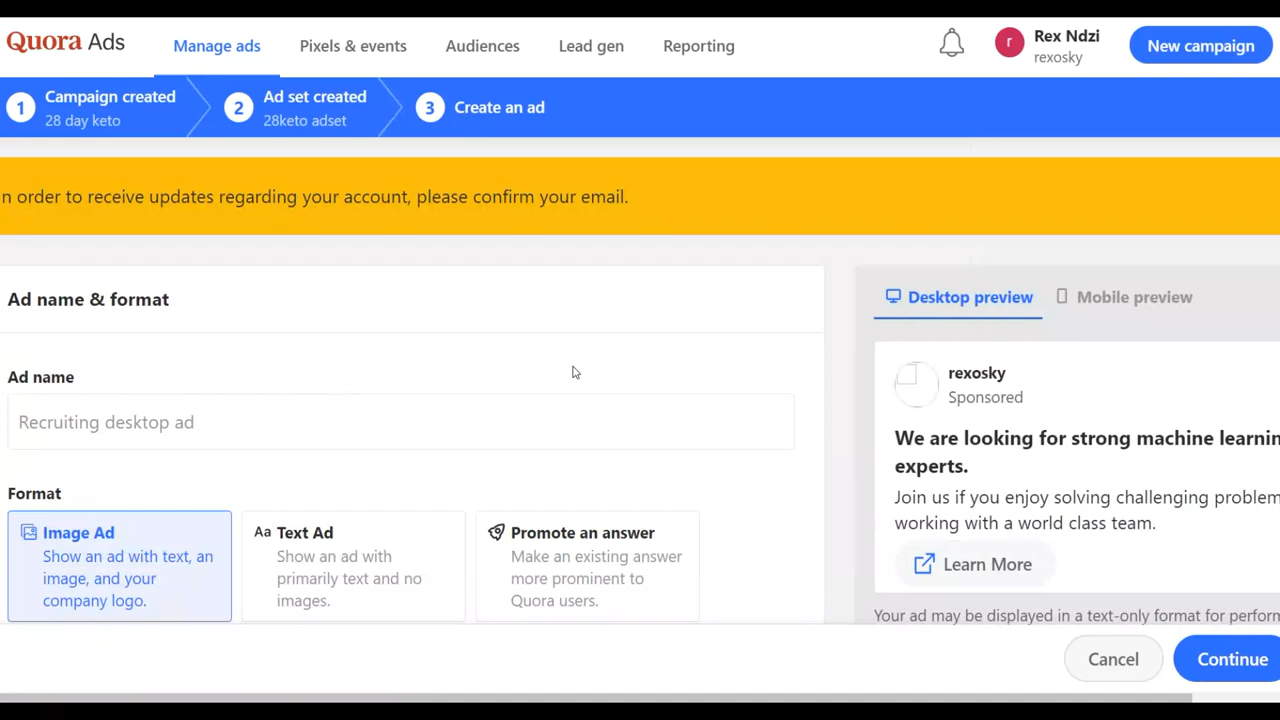 Quora Ads
Manage ads
Pixels & events
Audiences
Lead gen
Reporting
r
Rex Ndzi
rexosky
New campaign
1
Campaign created
28 day keto
2
Ad set created
28keto adset
3
Create an ad
n order to receive updates regarding your account, please confirm your email.
Ad name & format
Ad name
Recruiting desktop ad
Format
Image Ad
Show an ad with text, an
image, and your
company logo.
Aa Text Ad
Show an ad with
primarily text and no
images.
Promote an answer
Make an existing answer
more prominent to
Quora users.
Desktop preview
Mobile preview
rexosky
Sponsored
We are looking for strong machine learnin
experts.
Join us if you enjoy solving challenging problem
working with a world class team.
Learn More
Your ad may be displayed in a text-only format for perform
Cancel
Continue